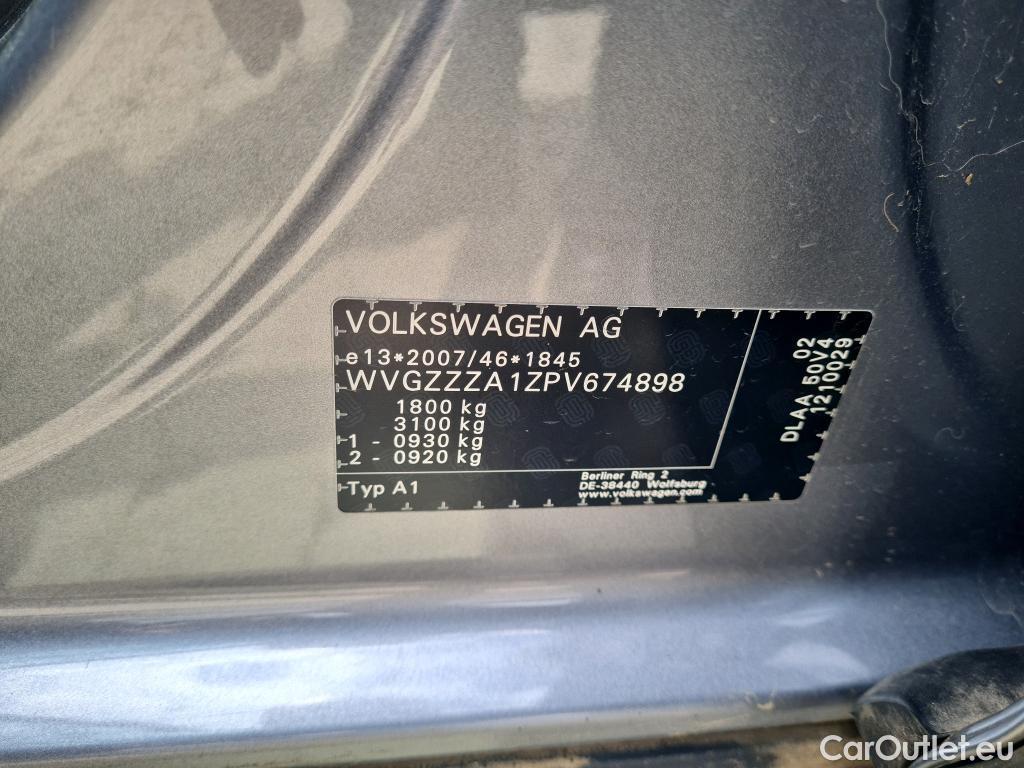 VOLKSWAGEN AG
e13*2007/46*1845
WVGZZZA1ZPV674898
1800 kg
3100 kg
1 - 0930 kg
2 - 0920 kg
Typ A1
Berliner Ring 2
DE-38440 Wolfsburg
www.volkswagen.com
DLAA 50 02
50V4
1210029
CarOutlet.eu